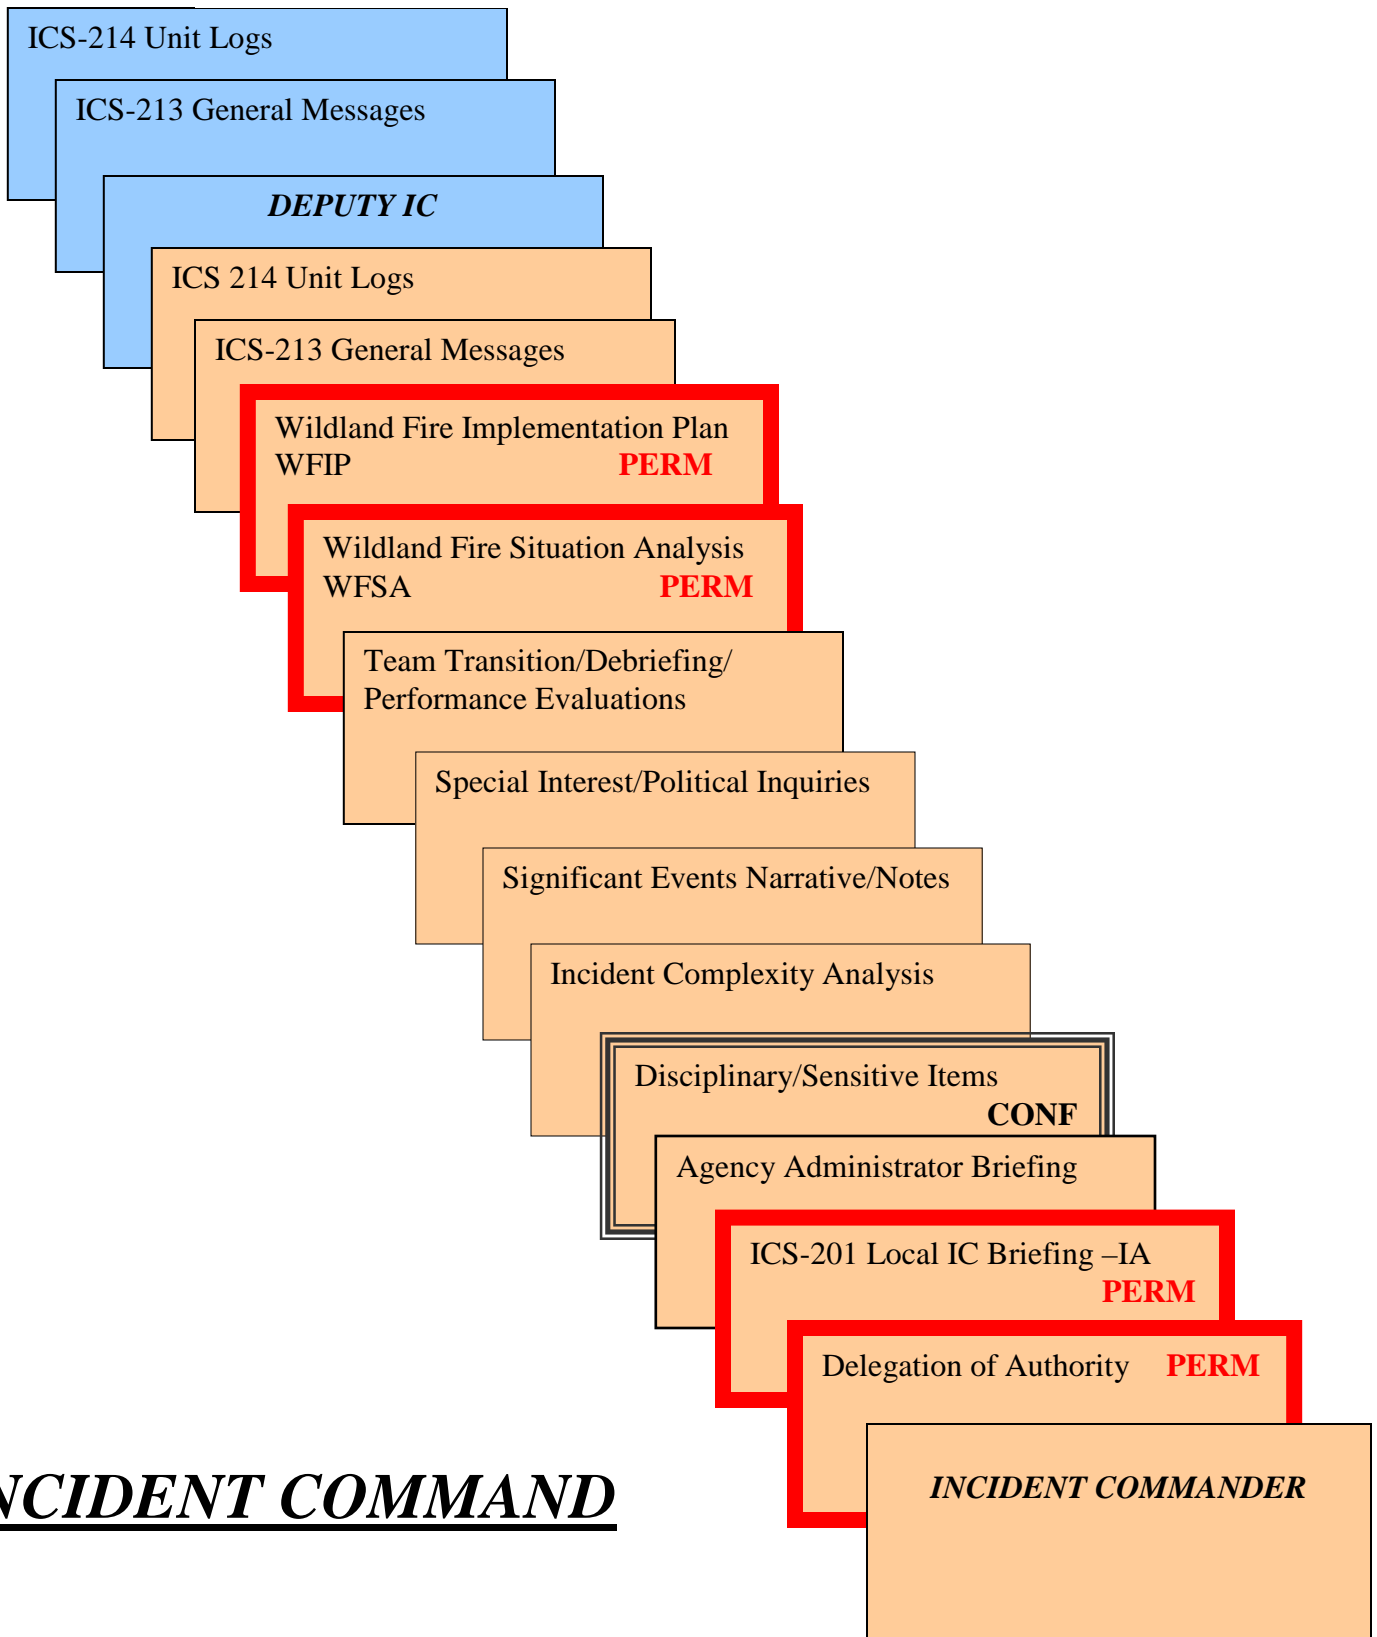 ICS-214 Unit Logs
ICS-213 General Messages
DEPUTY IC
ICS 214 Unit Logs
ICS-213 General Messages
Wildland Fire Implementation Plan
WFIP PERM
Wildland Fire Situation Analysis
WFSA PERM
Team Transition/Debriefing/
Performance Evaluations
Special Interest/Political Inquiries
Significant Events Narrative/Notes
Incident Complexity Analysis
Disciplinary/Sensitive Items
CONF
Agency Administrator Briefing
ICS-201 Local IC Briefing –IA
PERM
Delegation of Authority PERM
INCIDENT COMMANDER
NCIDENT COMMAND